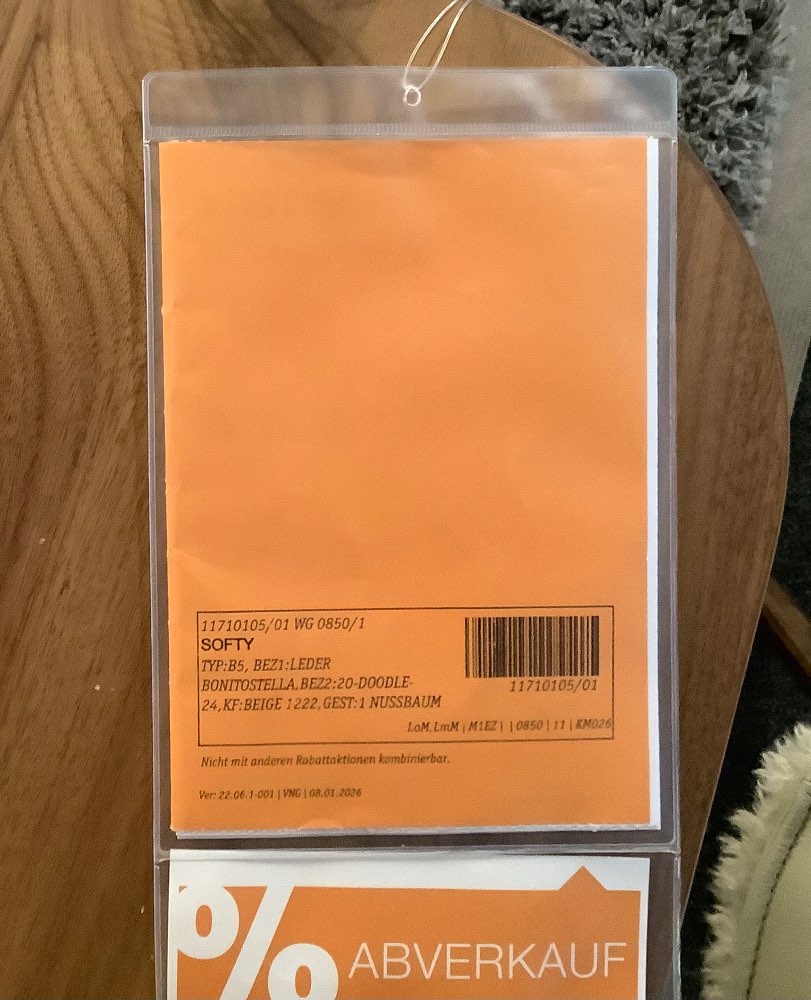 11710105/01 WG 0850/1
SOFTY
TYP:B5, BEZ1:LEDER
BONITOSTELLA,BEZ2:20-DOODLE-
24,KF:BEIGE 1222,GEST:1 NUSSBAUM
11710105/01
LoM,LmM | M1EZ | | 0850 | 11 | KM026
Nicht mit anderen Rabattaktionen kombinierbar.
Ver: 22.06.1-001 | VNG | 08.01.2026
% ABVERKAUF